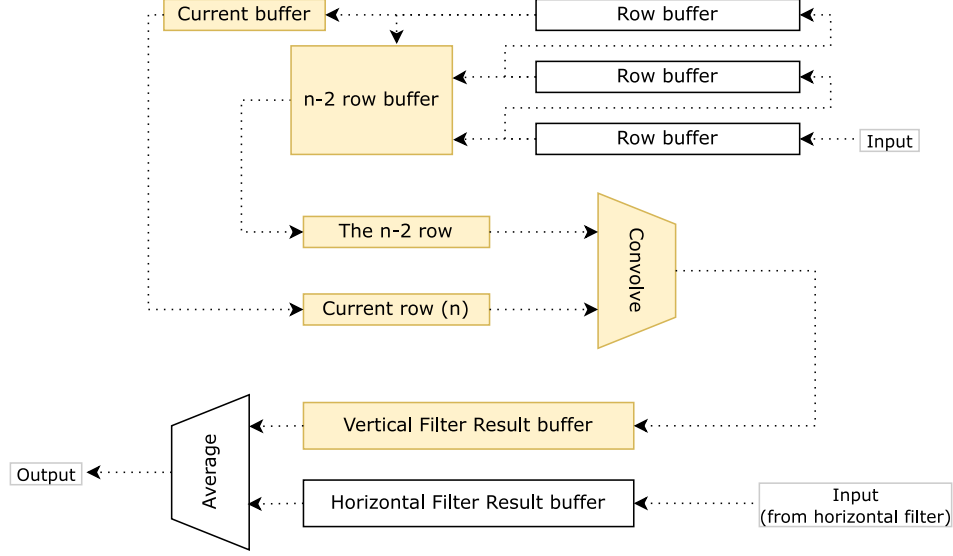 Current buffer
Row buffer
n-2 row buffer
Row buffer
Row buffer
Input
The n-2 row
Convolve
Current row (n)
Vertical Filter Result buffer
Average
Output
Horizontal Filter Result buffer
Input
(from horizontal filter)